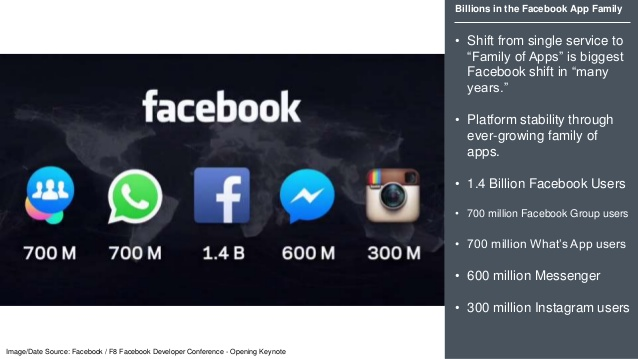 Billions in the Facebook App Family
facebook
700 M 700 M 1.4 B 600 M 300 M
• Shift from single service to
“Family of Apps” is biggest
Facebook shift in “many
years.”
• Platform stability through
ever-growing family of
apps.
• 1.4 Billion Facebook Users
• 700 million Facebook Group users
• 700 million What’s App users
• 600 million Messenger
• 300 million Instagram users
Image/Date Source: Facebook / F8 Facebook Developer Conference - Opening Keynote